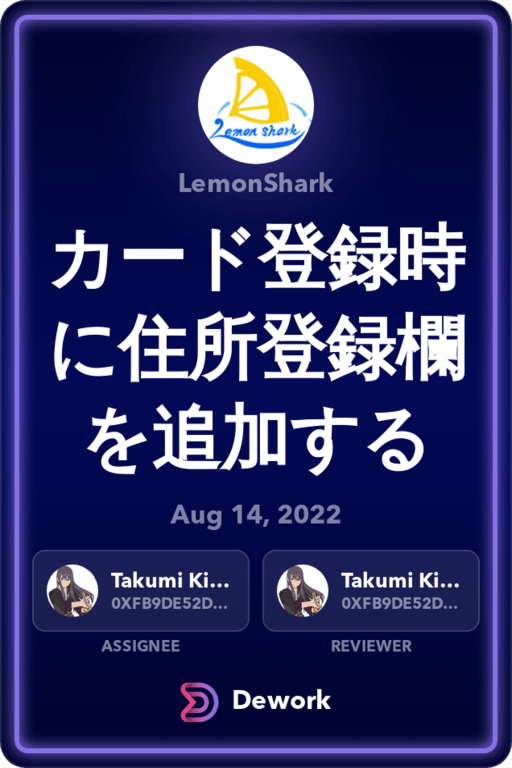 Lemon shark
LemonShark
カード登録時
に住所登録欄
を追加する
Aug 14, 2022
Takumi Ki...
0XFB9DE52D...
ASSIGNEE
Takumi Ki...
0XFB9DE52D...
REVIEWER
Dework